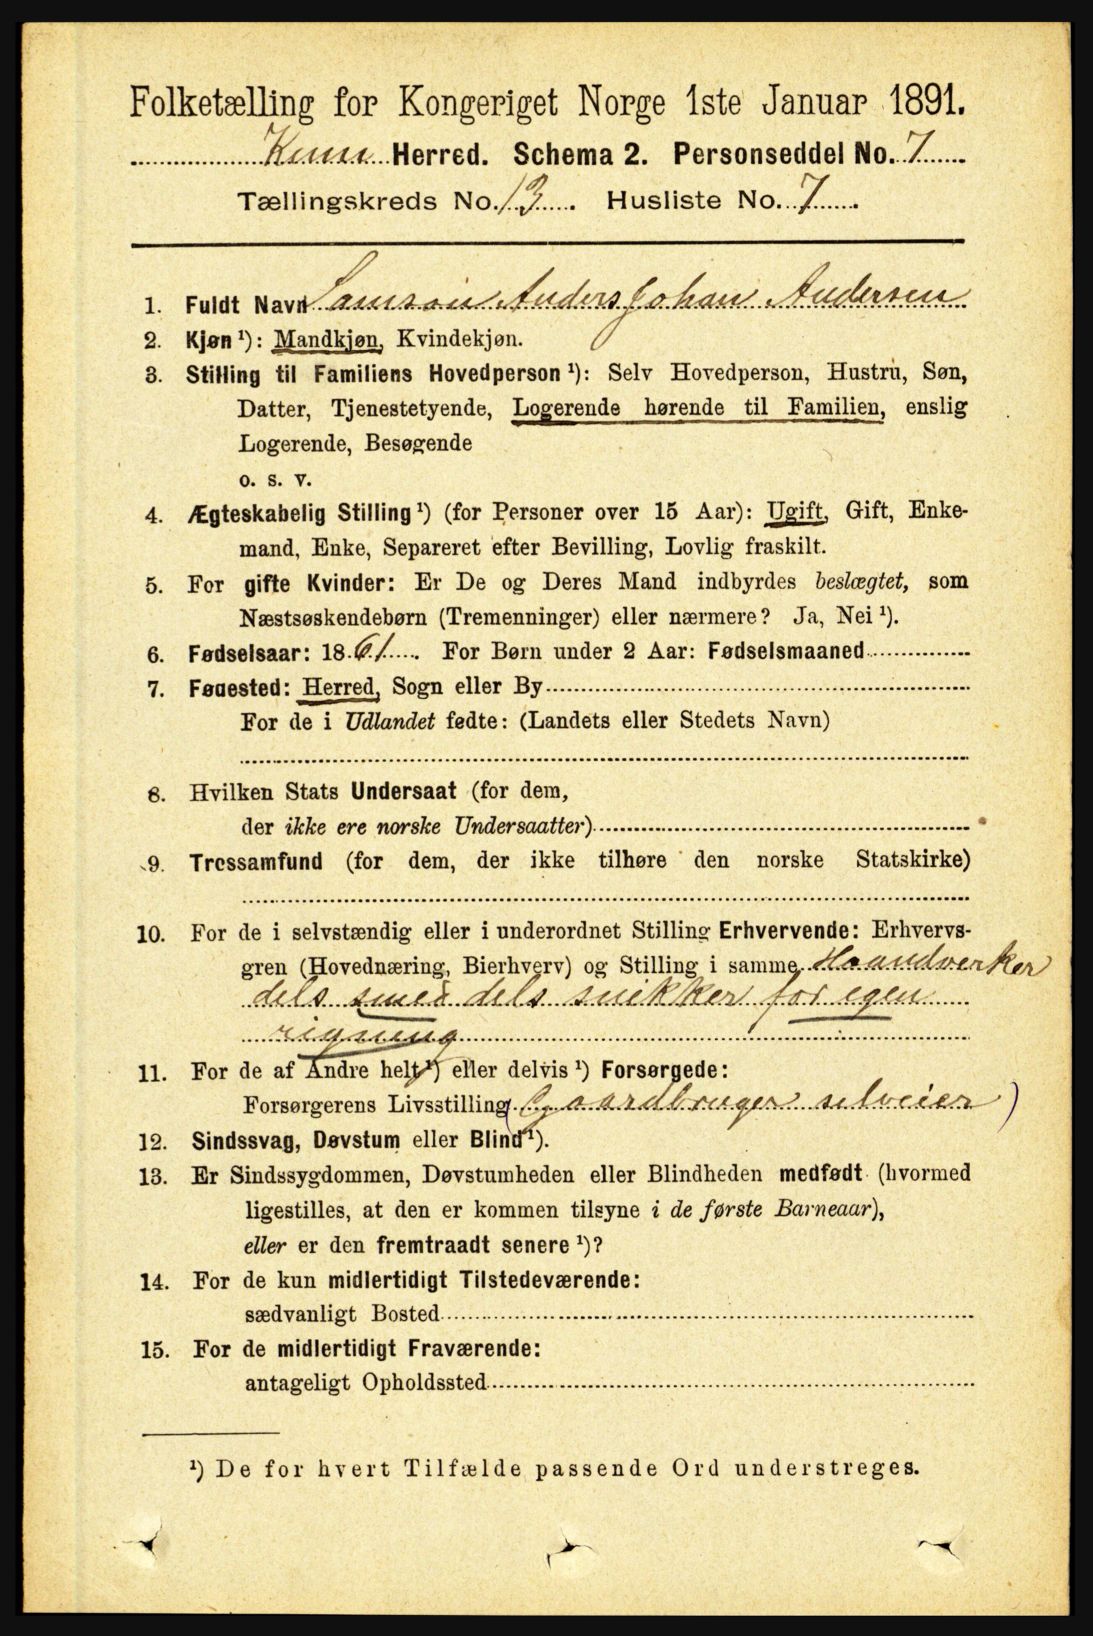 Folketælling for Kongeriget Norge 1ste Januar 1891.
Kinn Herred. Schema 2. Personseddel No. 7
Tællingskreds No. 13. Husliste No. 7.
1. Fuldt Navn Samson Anders Johan Andersen
2. Kjøn ¹): Mandkjøn, Kvindekjøn.
3. Stilling til Familiens Hovedperson ¹): Selv Hovedperson, Hustru, Søn,
Datter, Tjenestetyende, Logerende hørende til Familien, enslig
Logerende, Besøgende
o. s. v.
4. Ægteskabelig Stilling ¹) (for Personer over 15 Aar): Ugift, Gift, Enke-
mand, Enke, Separeret efter Bevilling, Lovlig fraskilt.
5. For gifte Kvinder: Er De og Deres Mand indbyrdes beslægtet, som
Næstsøskendebørn (Tremenninger) eller nærmere? Ja, Nei ¹).
6. Fødselsaar: 1861. For Børn under 2 Aar: Fødselsmaaned
7. Fødested: Herred, Sogn eller By
For de i Udlandet fødte: (Landets eller Stedets Navn)
8. Hvilken Stats Undersaat (for dem,
der ikke ere norske Undersaatter)
9. Trossamfund (for dem, der ikke tilhøre den norske Statskirke)
10. For de i selvstændig eller i underordnet Stilling Erhvervende: Erhvervs-
gren (Hovednæring, Bierhverv) og Stilling i samme Haandverker
dels smed dels snikker for egen
rigning
11. For de af Andre helt ¹) eller delvis ¹) Forsørgede:
Forsørgerens Livsstilling (Gaardbruger selveier)
12. Sindssvag, Døvstum eller Blind ¹).
13. Er Sindssygdommen, Døvstumheden eller Blindheden medfødt (hvormed
ligestilles, at den er kommen tilsyne i de første Barneaar),
eller er den fremtraadt senere ¹)?
14. For de kun midlertidigt Tilstedeværende:
sædvanligt Bosted
15. For de midlertidigt Fraværende:
antageligt Opholdssted
¹) De for hvert Tilfælde passende Ord understreges.